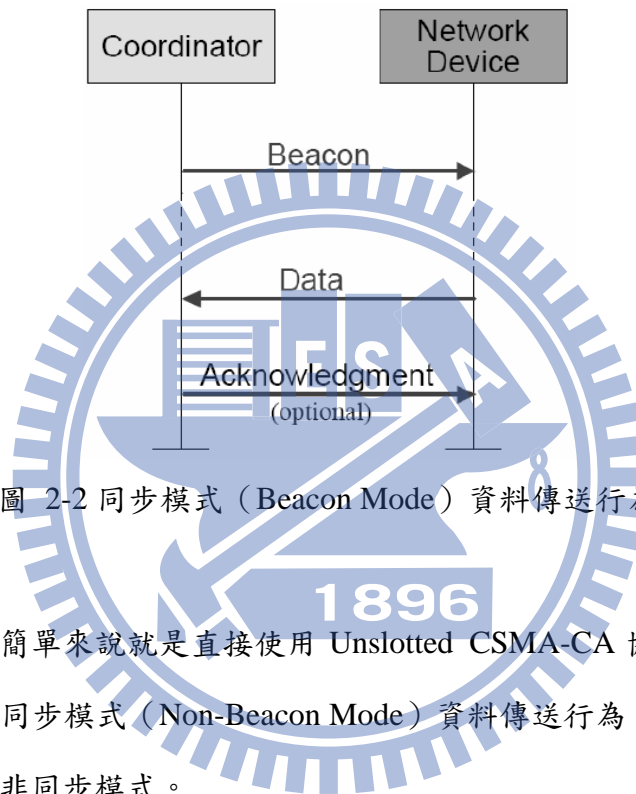 Coordinator
Network
Device
Beacon
Data
Acknowledgment
(optional)
E S A
8
圖 2-2 同步模式（Beacon Mode）資料傳送行為
1896
簡單來說就是直接使用 Unslotted CSMA-CA
同步模式（Non-Beacon Mode）資料傳送行為
非同步模式。